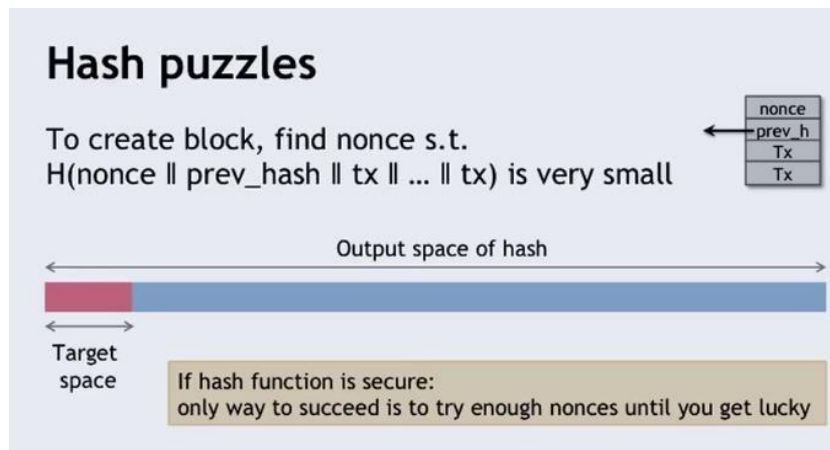 Hash puzzles
To create block, find nonce s.t.
H(nonce ǁ prev_hash ǁ tx ǁ ... ǁ tx) is very small
nonce
prev_h
Tx
Tx
Output space of hash
Target
space
If hash function is secure:
only way to succeed is to try enough nonces until you get lucky